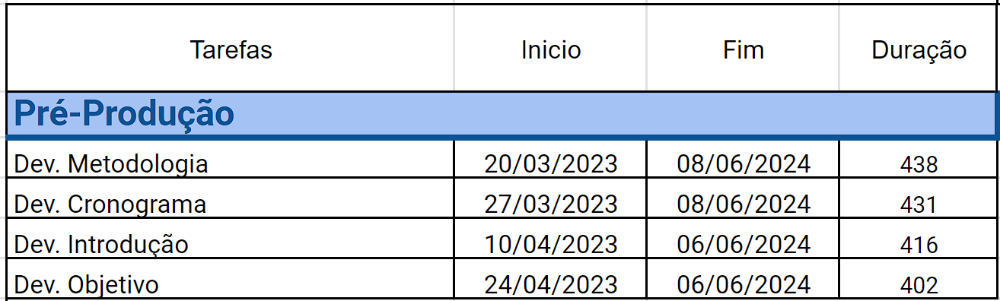 Tarefas Inicio Fim Duração
Pré-Produção
Dev. Metodologia 20/03/2023 08/06/2024 438
Dev. Cronograma 27/03/2023 08/06/2024 431
Dev. Introdução 10/04/2023 06/06/2024 416
Dev. Objetivo 24/04/2023 06/06/2024 402